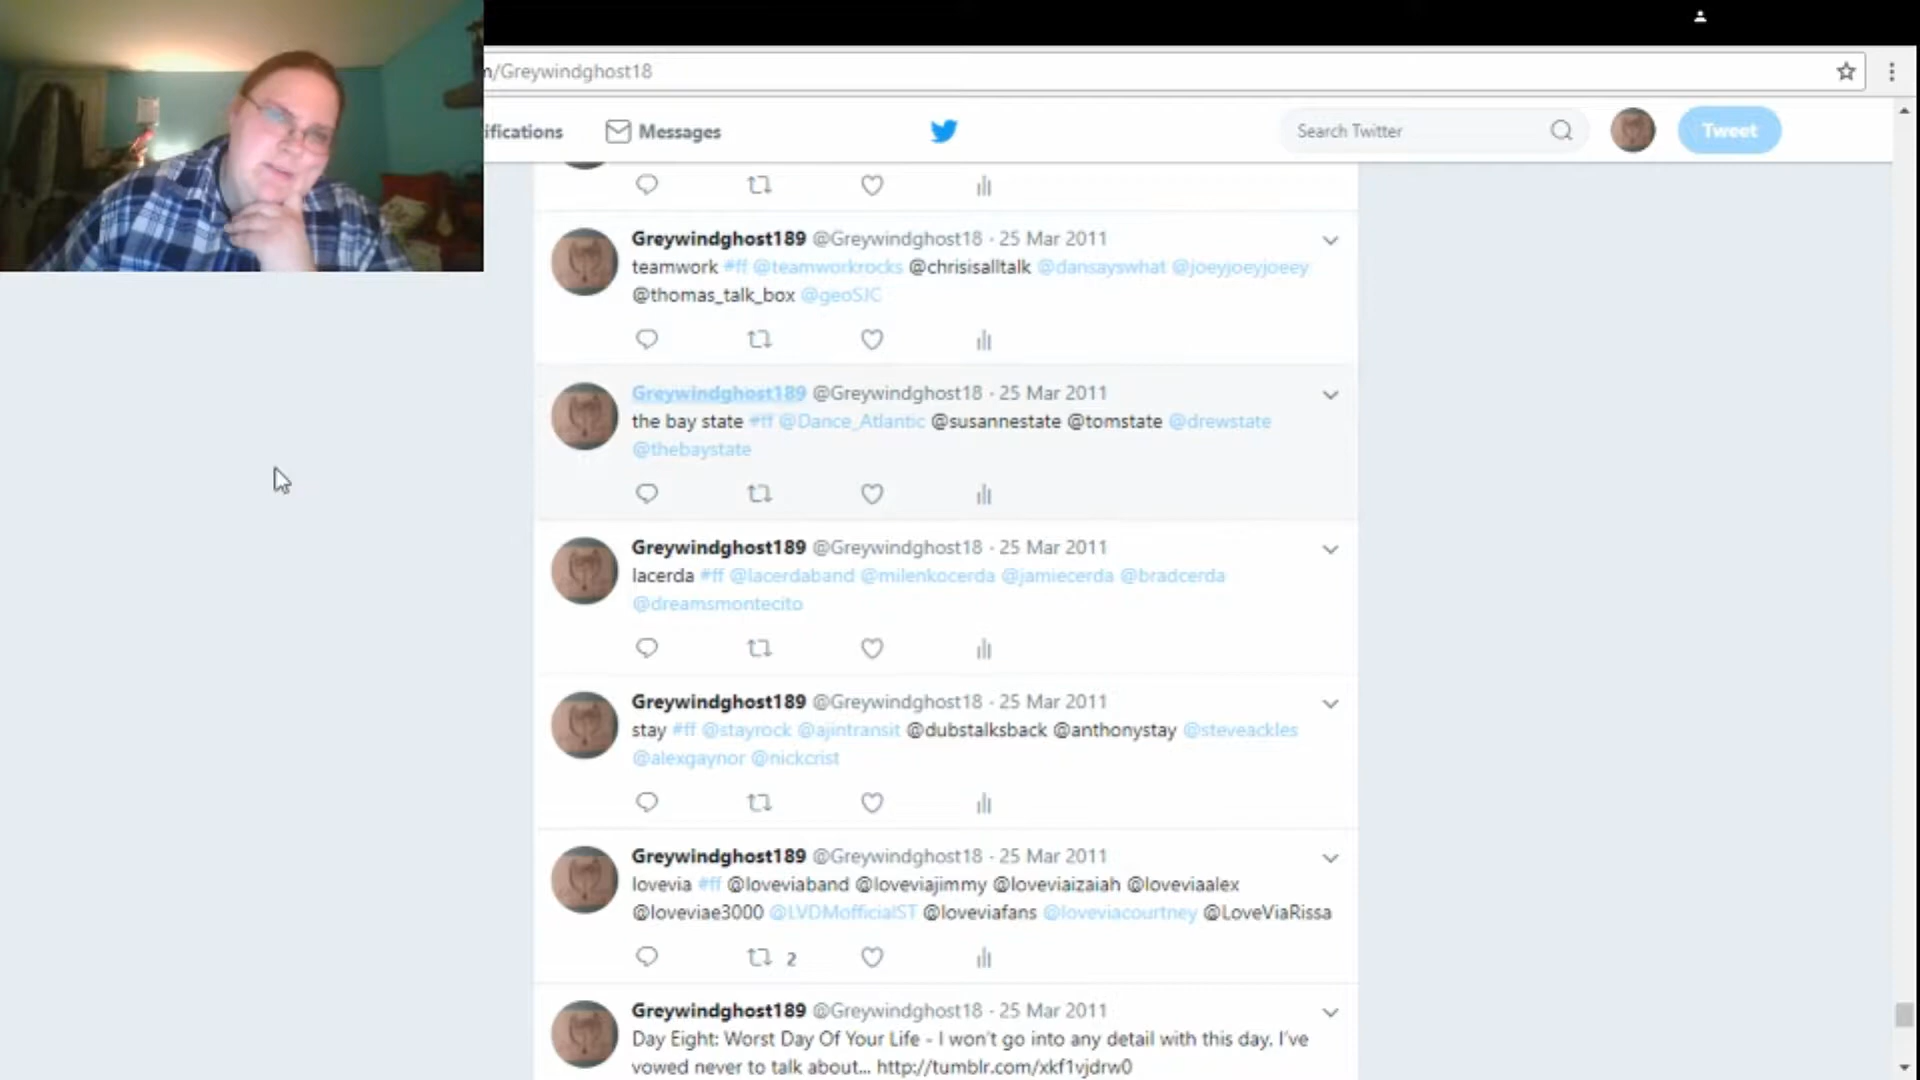 /Greywindghost18
ifications
Messages
Search Twitter
Tweet
Greywindghost189 @Greywindghost18 · 25 Mar 2011
teamwork #ff @teamworkrocks @chrisisalltalk @dansayswhat @joeyjoeyjoeey
@thomas_talk_box @geoSJC
Greywindghost189 @Greywindghost18 · 25 Mar 2011
the bay state #ff @Dance_Atlantic @susannestate @tomstate @drewstate
@thebaystate
Greywindghost189 @Greywindghost18 · 25 Mar 2011
lacerda #ff @lacerdaband @milenkocerda @jamiecerda @bradcerda
@dreamsmontecito
Greywindghost189 @Greywindghost18 · 25 Mar 2011
stay #ff @stayrock @ajintransit @dubstalksback @anthonystay @steveackles
@alexgaynor @nickcrist
Greywindghost189 @Greywindghost18 · 25 Mar 2011
lovevia #ff @loveviaband @loveviajimmy @loveviaizaiah @loveviaalex
@loveviae3000 @LVDMofficialST @loveviafans @loveviacourtney @LoveViaRissa
2
Greywindghost189 @Greywindghost18 · 25 Mar 2011
Day Eight: Worst Day Of Your Life - I won't go into any detail with this day. I've
vowed never to talk about... http://tumblr.com/xkf1vjdrw0